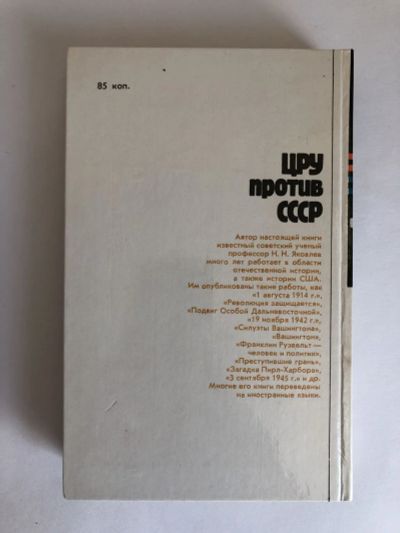 85 коп.
ЦРУ
против
СССР
Автор настоящей книги
известный советский ученый
профессор Н. Н. Яковлев
много лет работает в области
отечественной истории,
а также истории США.
Им опубликованы такие работы, как
«1 августа 1914 г.»,
«Революция защищается»,
«Подвиг Особой Дальневосточной»,
«19 ноября 1942 г.»,
«Силуэты Вашингтона»,
«Вашингтон»,
«Франклин Рузвельт —
человек и политик»,
«Преступившие грань»,
«Загадка Пирл-Харбора»,
«3 сентября 1945 г.» и др.
Многие его книги переведены
на иностранные языки.